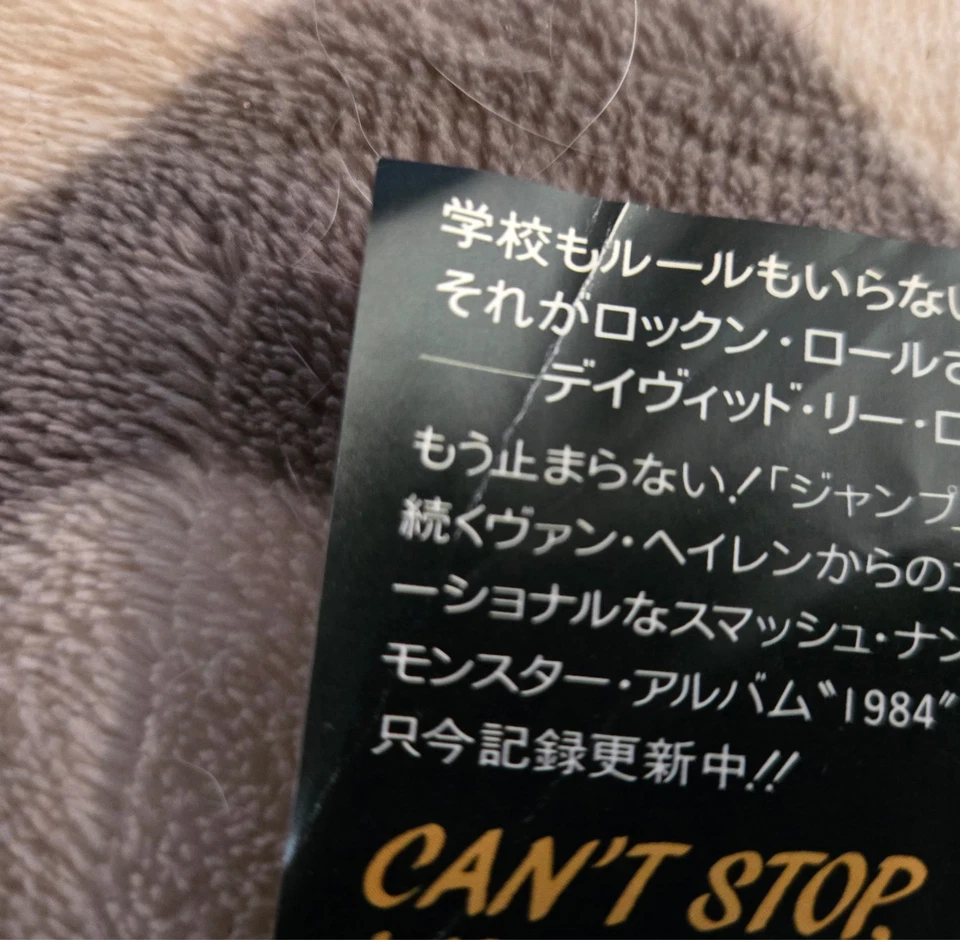 学校もルールもいらない
それがロックン・ロールさ
――デイヴィッド・リー・ロ
もう止まらない!「ジャンプ」
続くヴァン・ヘイレンからのエ
ーショナルなスマッシュ・ナン
モンスター・アルバム〝1984〟
只今記録更新中!!
CAN'T STOP,